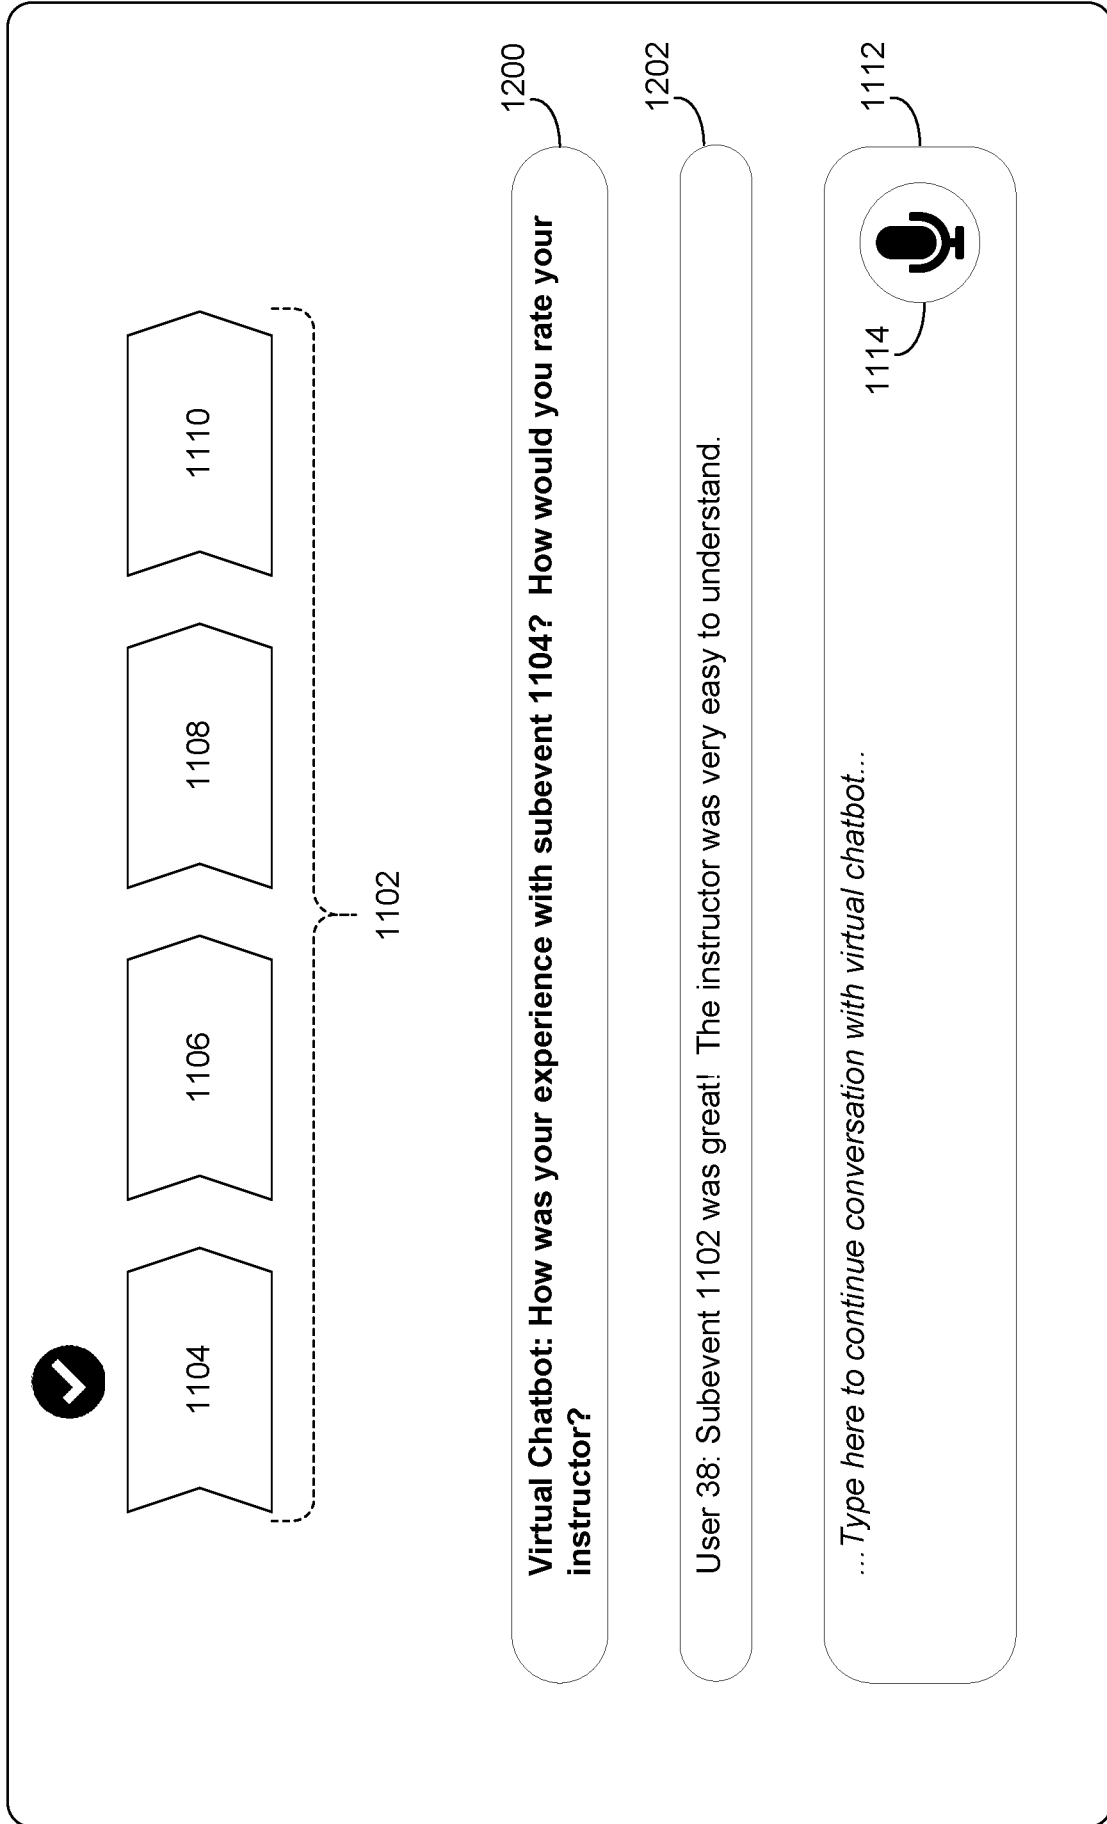 1104
1106
1108
1110
1102
1200
Virtual Chatbot: How was your experience with subevent 1104?  How would you rate your
instructor?
1202
User 38: Subevent 1102 was great!  The instructor was very easy to understand.
1112
...Type here to continue conversation with virtual chatbot...
1114